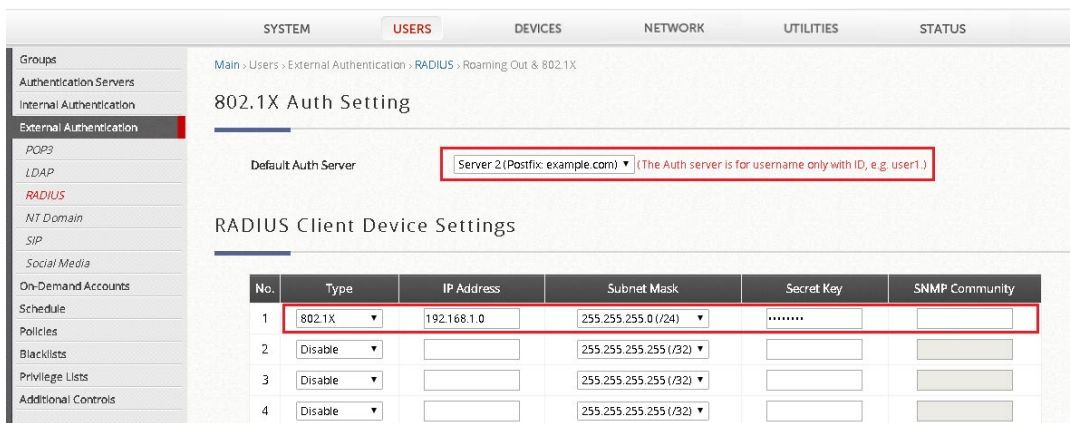 SYSTEM USERS DEVICES NETWORK UTILITIES STATUS
Groups
Authentication Servers
Internal Authentication
External Authentication
POP3
LDAP
RADIUS
NT Domain
SIP
Social Media
On-Demand Accounts
Schedule
Policies
Blacklists
Privilege Lists
Additional Controls
Main › Users › External Authentication › RADIUS › Roaming Out & 802.1X
802.1X Auth Setting
Default Auth Server Server 2 (Postfix: example.com) ▼ (The Auth server is for username only with ID, e.g. user1.)
RADIUS Client Device Settings
No. Type IP Address Subnet Mask Secret Key SNMP Community
1 802.1X ▼ 192.168.1.0 255.255.255.0 (/24) ▼ ••••••••
2 Disable ▼ 255.255.255.255 (/32) ▼
3 Disable ▼ 255.255.255.255 (/32) ▼
4 Disable ▼ 255.255.255.255 (/32) ▼